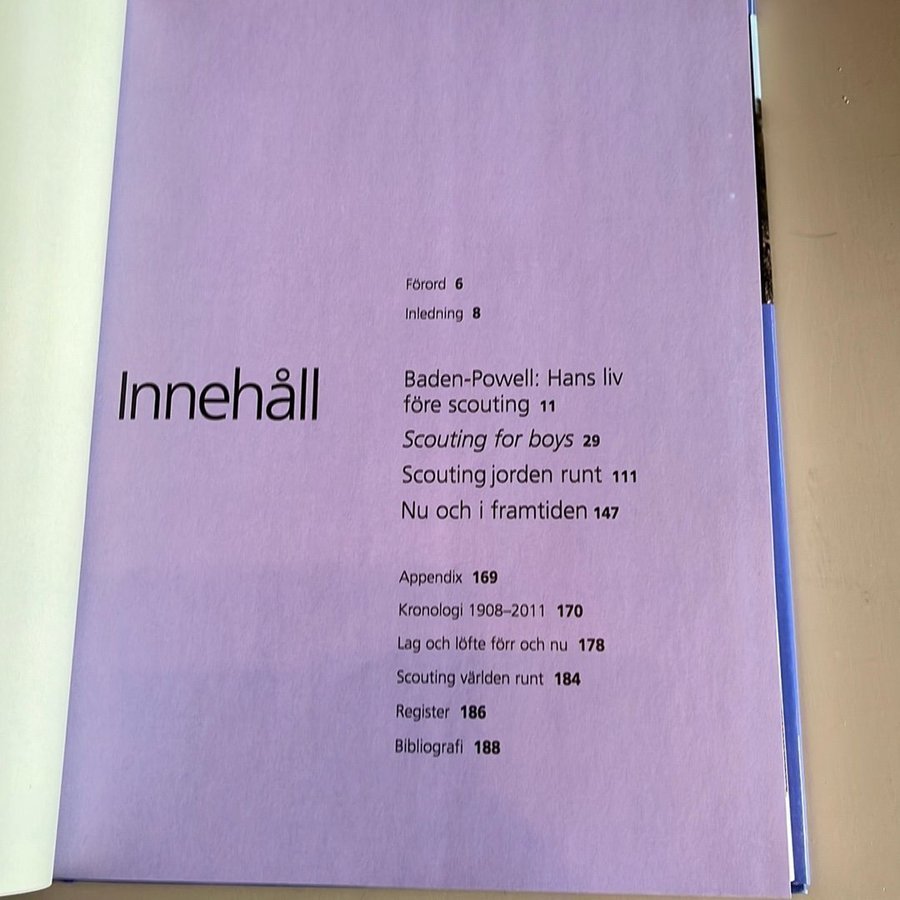 Förord 6
Inledning 8
Innehåll
Baden-Powell: Hans liv
före scouting 11
Scouting for boys 29
Scouting jorden runt 111
Nu och i framtiden 147
Appendix 169
Kronologi 1908–2011 170
Lag och löfte förr och nu 178
Scouting världen runt 184
Register 186
Bibliografi 188